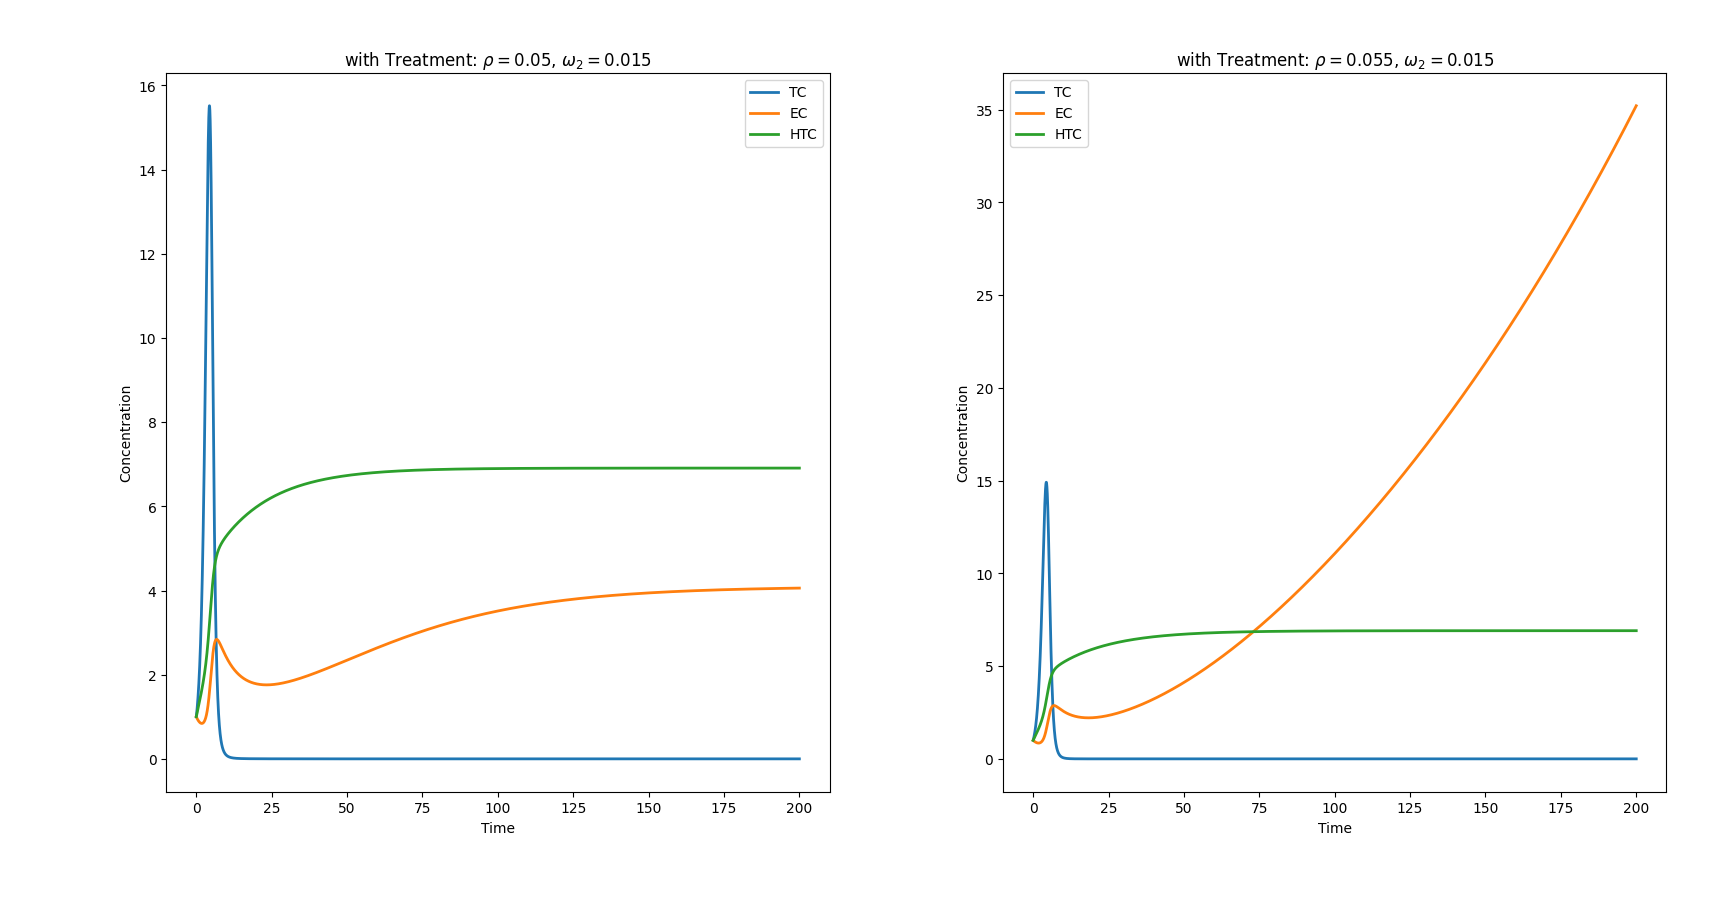 with Treatment: ρ = 0.05, ω₂ = 0.015
16
14
12
10
8
6
4
2
0
Concentration
TC
EC
HTC
0 25 50 75 100 125 150 175 200
Time
with Treatment: ρ = 0.055, ω₂ = 0.015
35
30
25
20
15
10
5
0
Concentration
TC
EC
HTC
0 25 50 75 100 125 150 175 200
Time